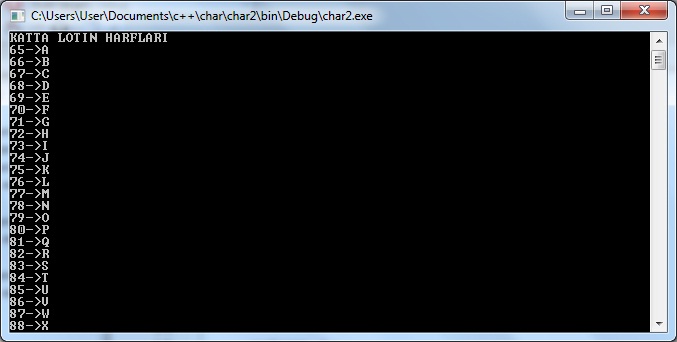 C:\Users\User\Documents\c++\char\char2\bin\Debug\char2.exe
KATTA LOTIN HARFLARI
65->A
66->B
67->C
68->D
69->E
70->F
71->G
72->H
73->I
74->J
75->K
76->L
77->M
78->N
79->O
80->P
81->Q
82->R
83->S
84->T
85->U
86->V
87->W
88->X